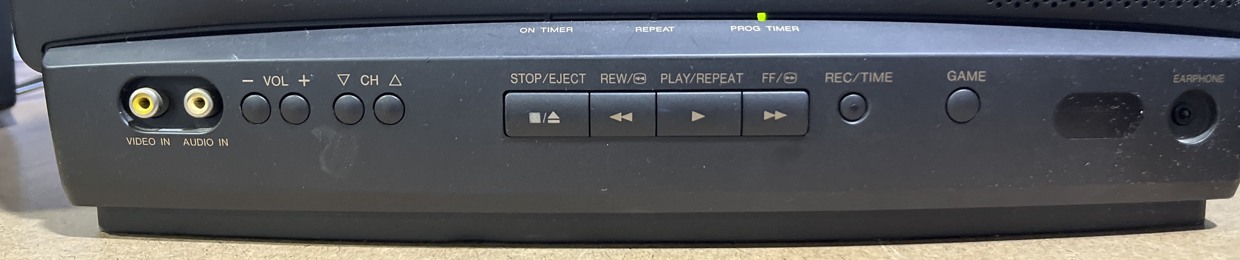 ON TIMER REPEAT PROG TIMER
− VOL + ▽ CH △ STOP/EJECT REW/ PLAY/REPEAT FF/ REC/TIME GAME EARPHONE
VIDEO IN AUDIO IN